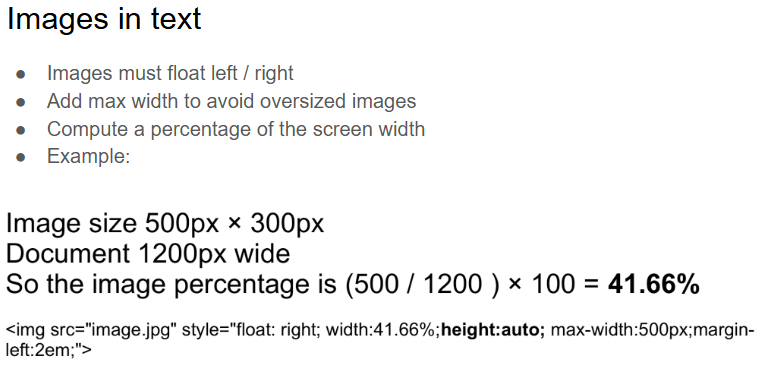 Images in text
● Images must float left / right
● Add max width to avoid oversized images
● Compute a percentage of the screen width
● Example:
Image size 500px × 300px
Document 1200px wide
So the image percentage is (500 / 1200 ) × 100 = 41.66%
<img src="image.jpg" style="float: right; width:41.66%;height:auto; max-width:500px;margin-
left:2em;">